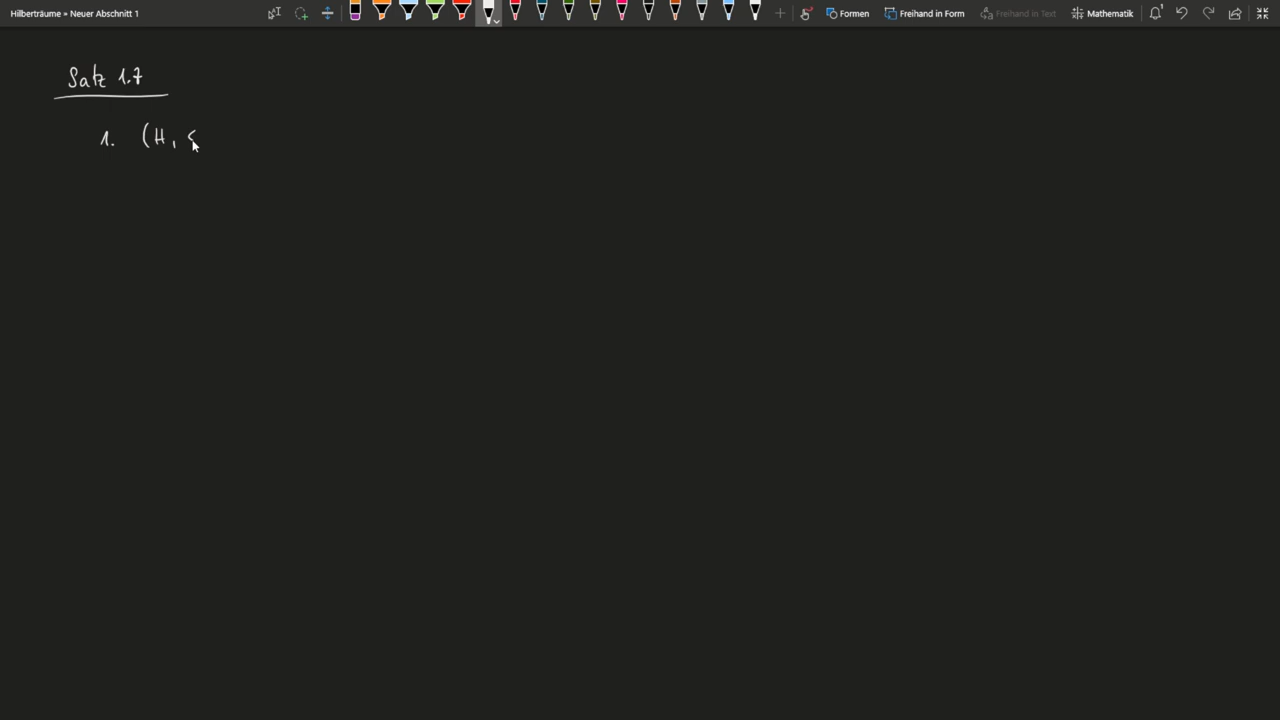 Hilberträume » Neuer Abschnitt 1 Formen Freihand in Form Freihand in Text Mathematik
Satz 1.7
1. (H, <